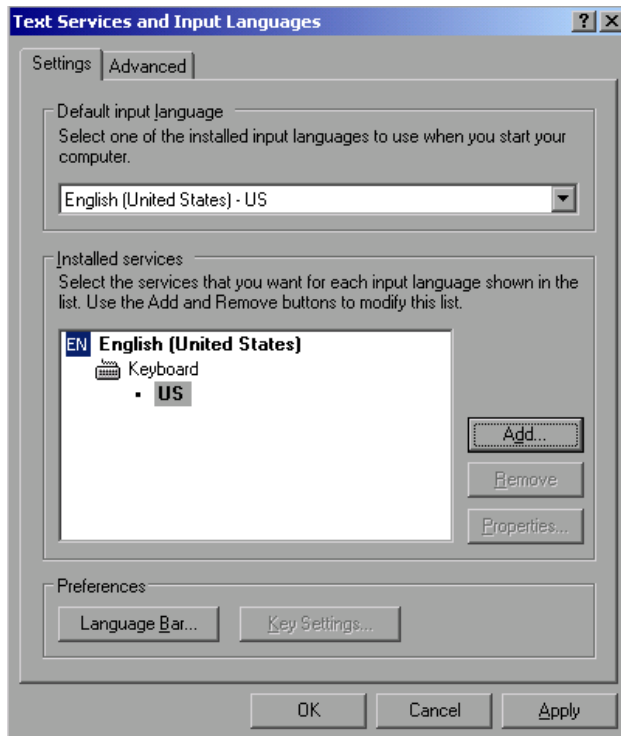 Text Services and Input Languages
Settings
Advanced
Default input language
Select one of the installed input languages to use when you start your
computer.
English (United States) - US
Installed services
Select the services that you want for each input language shown in the
list. Use the Add and Remove buttons to modify this list.
EN English (United States)
Keyboard
US
Add...
Remove
Properties...
Preferences
Language Bar...
Key Settings...
OK
Cancel
Apply